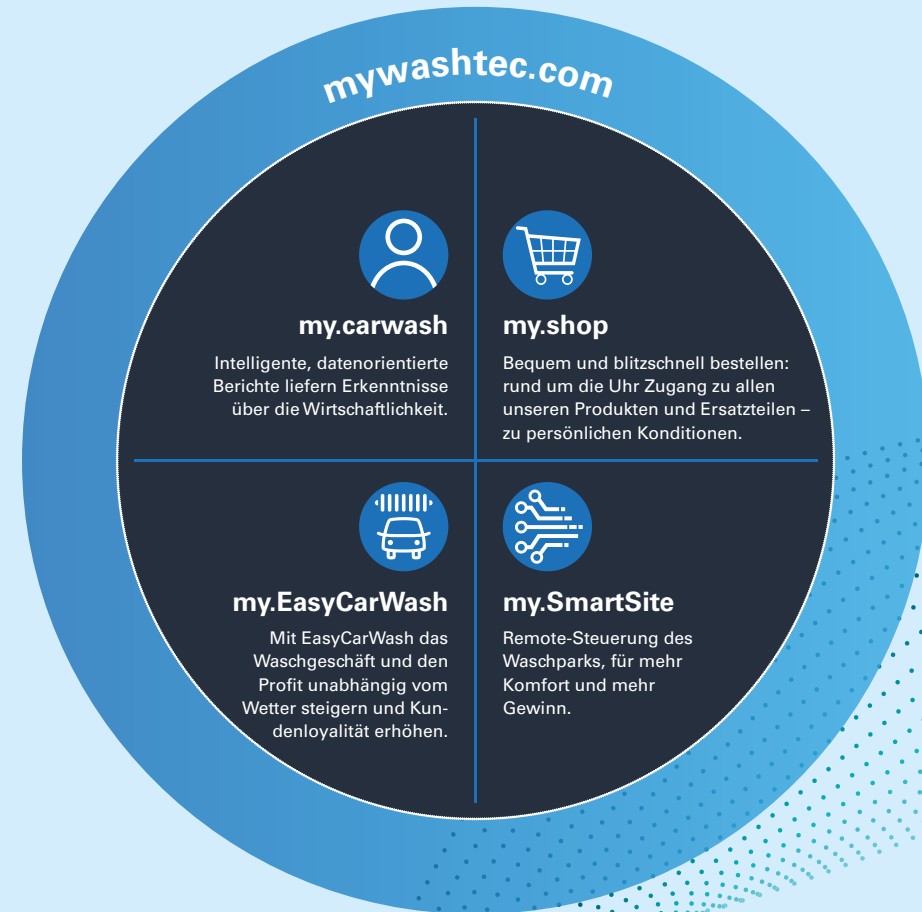 mywashtec.com
my.carwash
Intelligente, datenorientierte
Berichte liefern Erkenntnisse
über die Wirtschaftlichkeit.
my.shop
Bequem und blitzschnell bestellen:
rund um die Uhr Zugang zu allen
unseren Produkten und Ersatzteilen –
zu persönlichen Konditionen.
my.EasyCarWash
Mit EasyCarWash das
Waschgeschäft und den
Profit unabhängig vom
Wetter steigern und Kun-
denloyalität erhöhen.
my.SmartSite
Remote-Steuerung des
Waschparks, für mehr
Komfort und mehr
Gewinn.